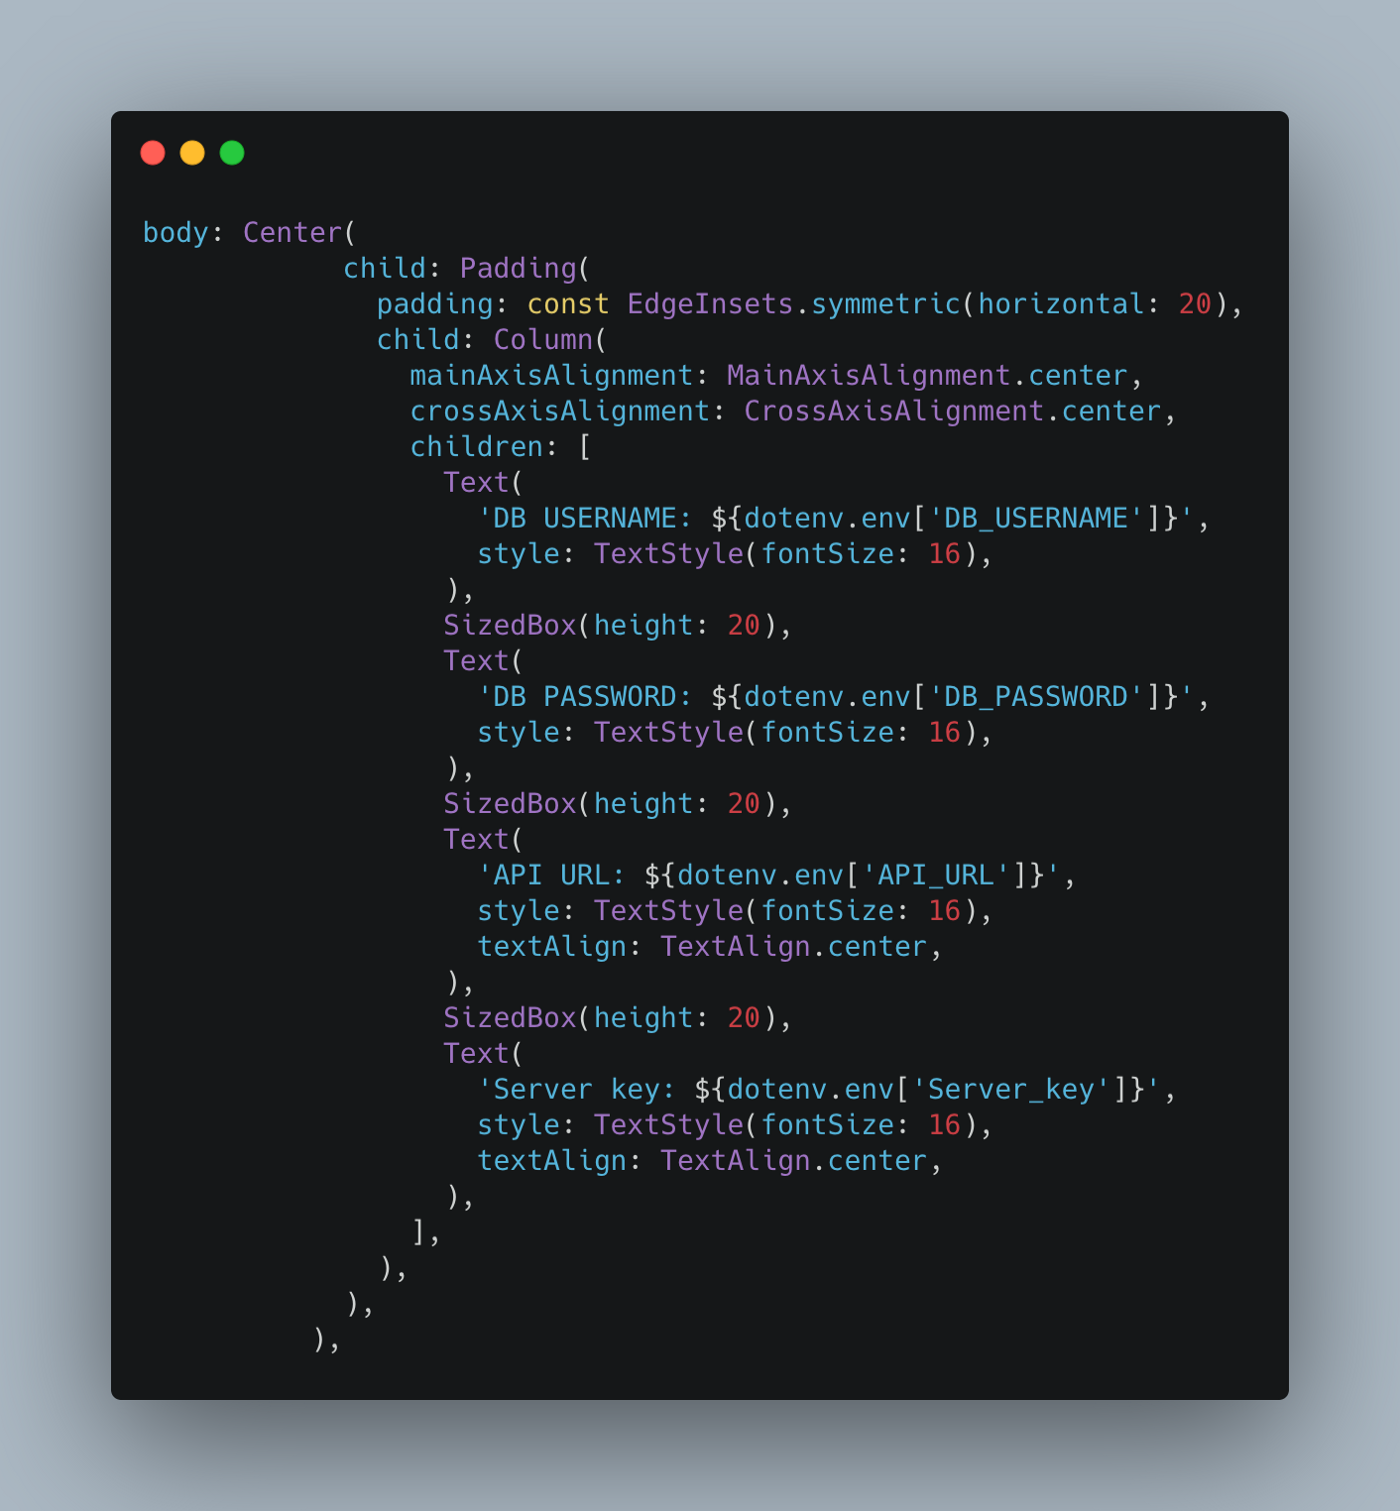 body: Center(
            child: Padding(
              padding: const EdgeInsets.symmetric(horizontal: 20),
              child: Column(
                mainAxisAlignment: MainAxisAlignment.center,
                crossAxisAlignment: CrossAxisAlignment.center,
                children: [
                  Text(
                    'DB USERNAME: ${dotenv.env['DB_USERNAME']}',
                    style: TextStyle(fontSize: 16),
                  ),
                  SizedBox(height: 20),
                  Text(
                    'DB PASSWORD: ${dotenv.env['DB_PASSWORD']}',
                    style: TextStyle(fontSize: 16),
                  ),
                  SizedBox(height: 20),
                  Text(
                    'API URL: ${dotenv.env['API_URL']}',
                    style: TextStyle(fontSize: 16),
                    textAlign: TextAlign.center,
                  ),
                  SizedBox(height: 20),
                  Text(
                    'Server key: ${dotenv.env['Server_key']}',
                    style: TextStyle(fontSize: 16),
                    textAlign: TextAlign.center,
                  ),
                ],
              ),
            ),
          ),